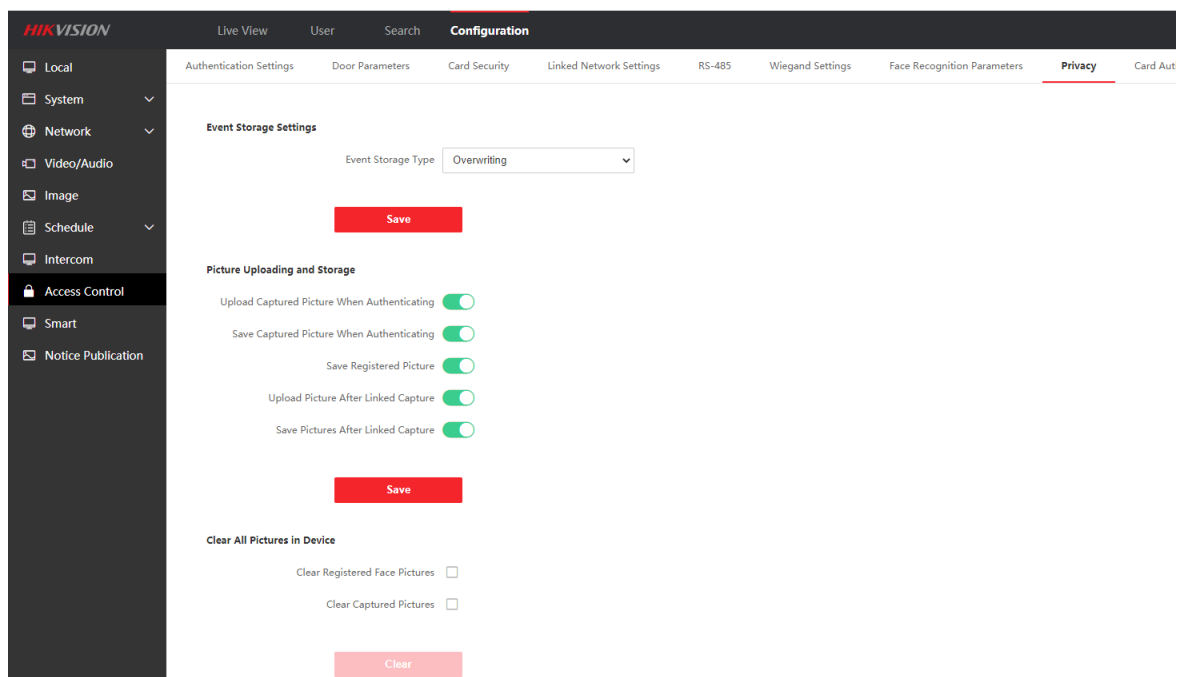 HIKVISION Live View User Search Configuration
Local
System
Network
Video/Audio
Image
Schedule
Intercom
Access Control
Smart
Notice Publication
Authentication Settings Door Parameters Card Security Linked Network Settings RS-485 Wiegand Settings Face Recognition Parameters Privacy Card Aut
Event Storage Settings
Event Storage Type Overwriting
Save
Picture Uploading and Storage
Upload Captured Picture When Authenticating
Save Captured Picture When Authenticating
Save Registered Picture
Upload Picture After Linked Capture
Save Pictures After Linked Capture
Save
Clear All Pictures in Device
Clear Registered Face Pictures
Clear Captured Pictures
Clear